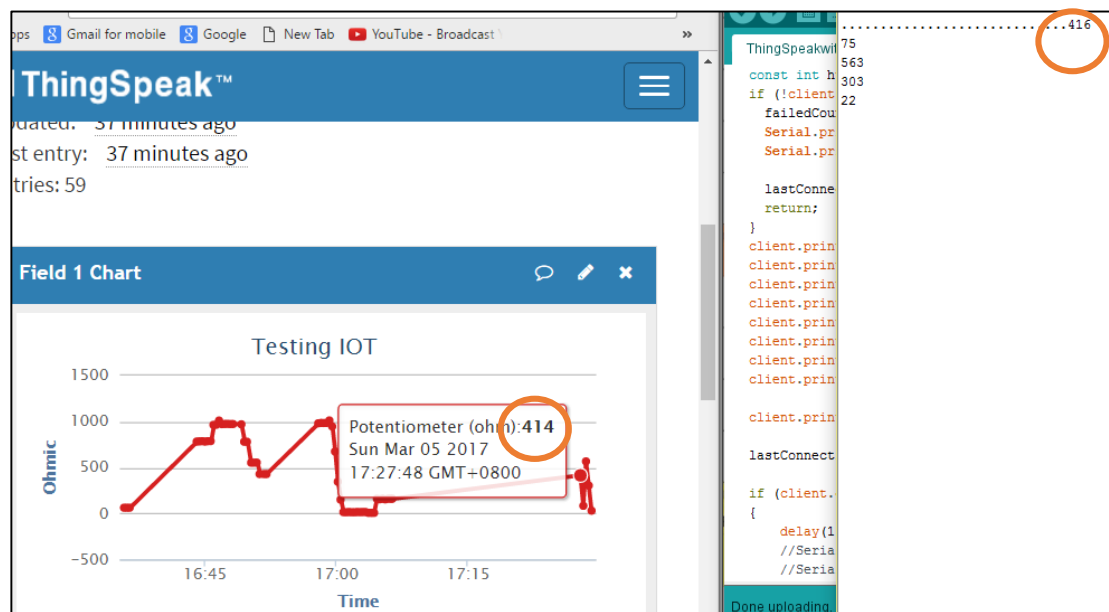 Gmail for mobile Google New Tab YouTube - Broadcast »
ThingSpeak™
37 minutes ago
st entry: 37 minutes ago
tries: 59
Field 1 Chart
Testing IOT
1500
1000
500
0
-500
Ohmic
Potentiometer (ohm):414
Sun Mar 05 2017
17:27:48 GMT+0800
16:45 17:00 17:15
Time
ThingSpeakwit
const int h
if (!client
failedCou
Serial.pr
Serial.pr
lastConne
return;
}
client.prin
client.prin
client.prin
client.prin
client.prin
client.prin
client.prin
client.prin
client.prin
lastConnect
if (client.
{
delay(1
//Seria
//Seria
Done uploading.
..............................416
75
563
303
22